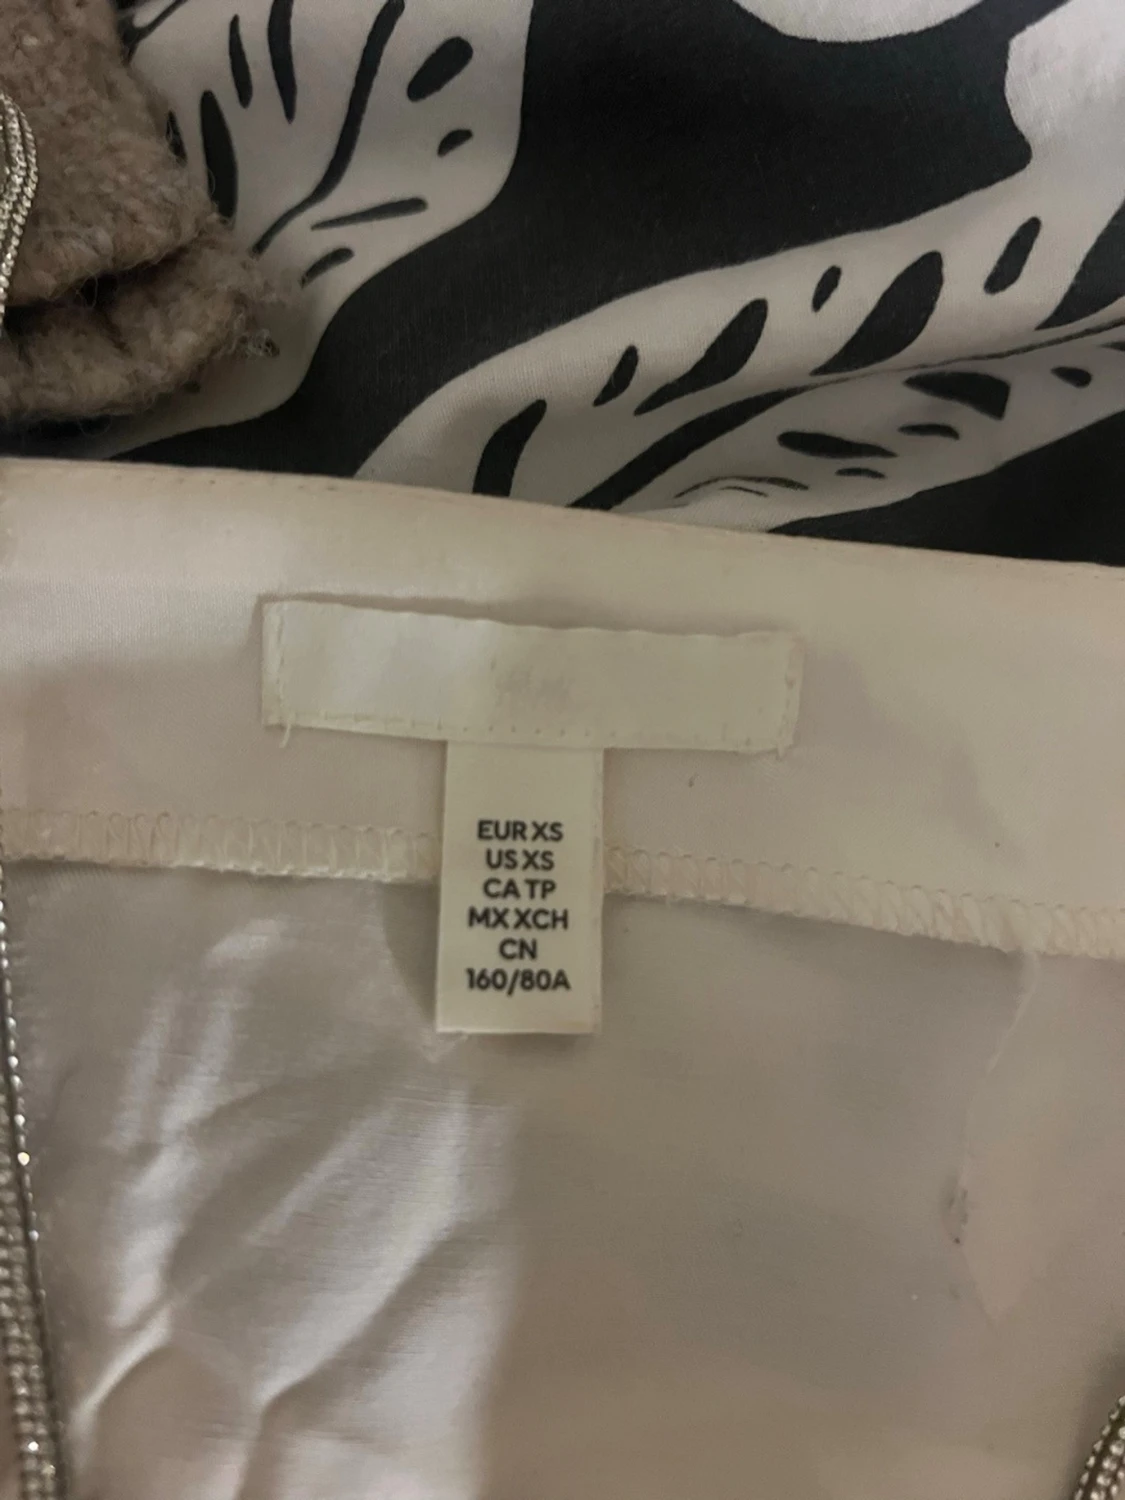 EUR XS
US XS
CA TP
MX XCH
CN
160/80A